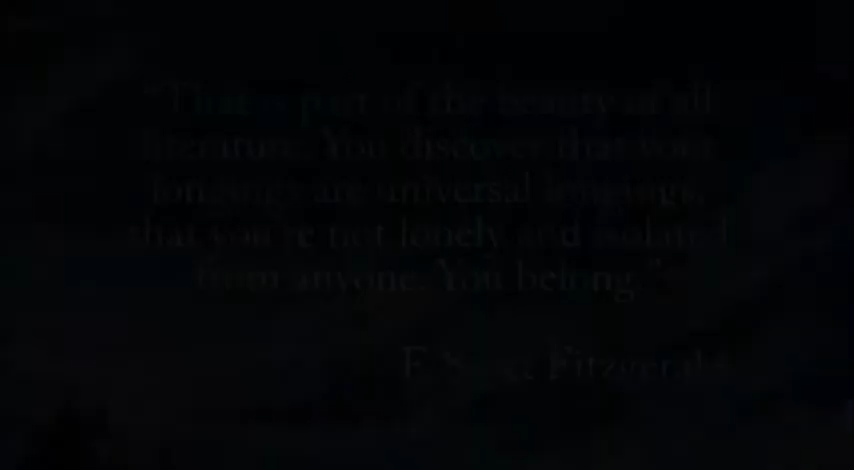 "That is part of the beauty of all
literature. You discover that your
longings are universal longings,
that you're not lonely and isolated
from anyone. You belong."
F. Scott Fitzgerald